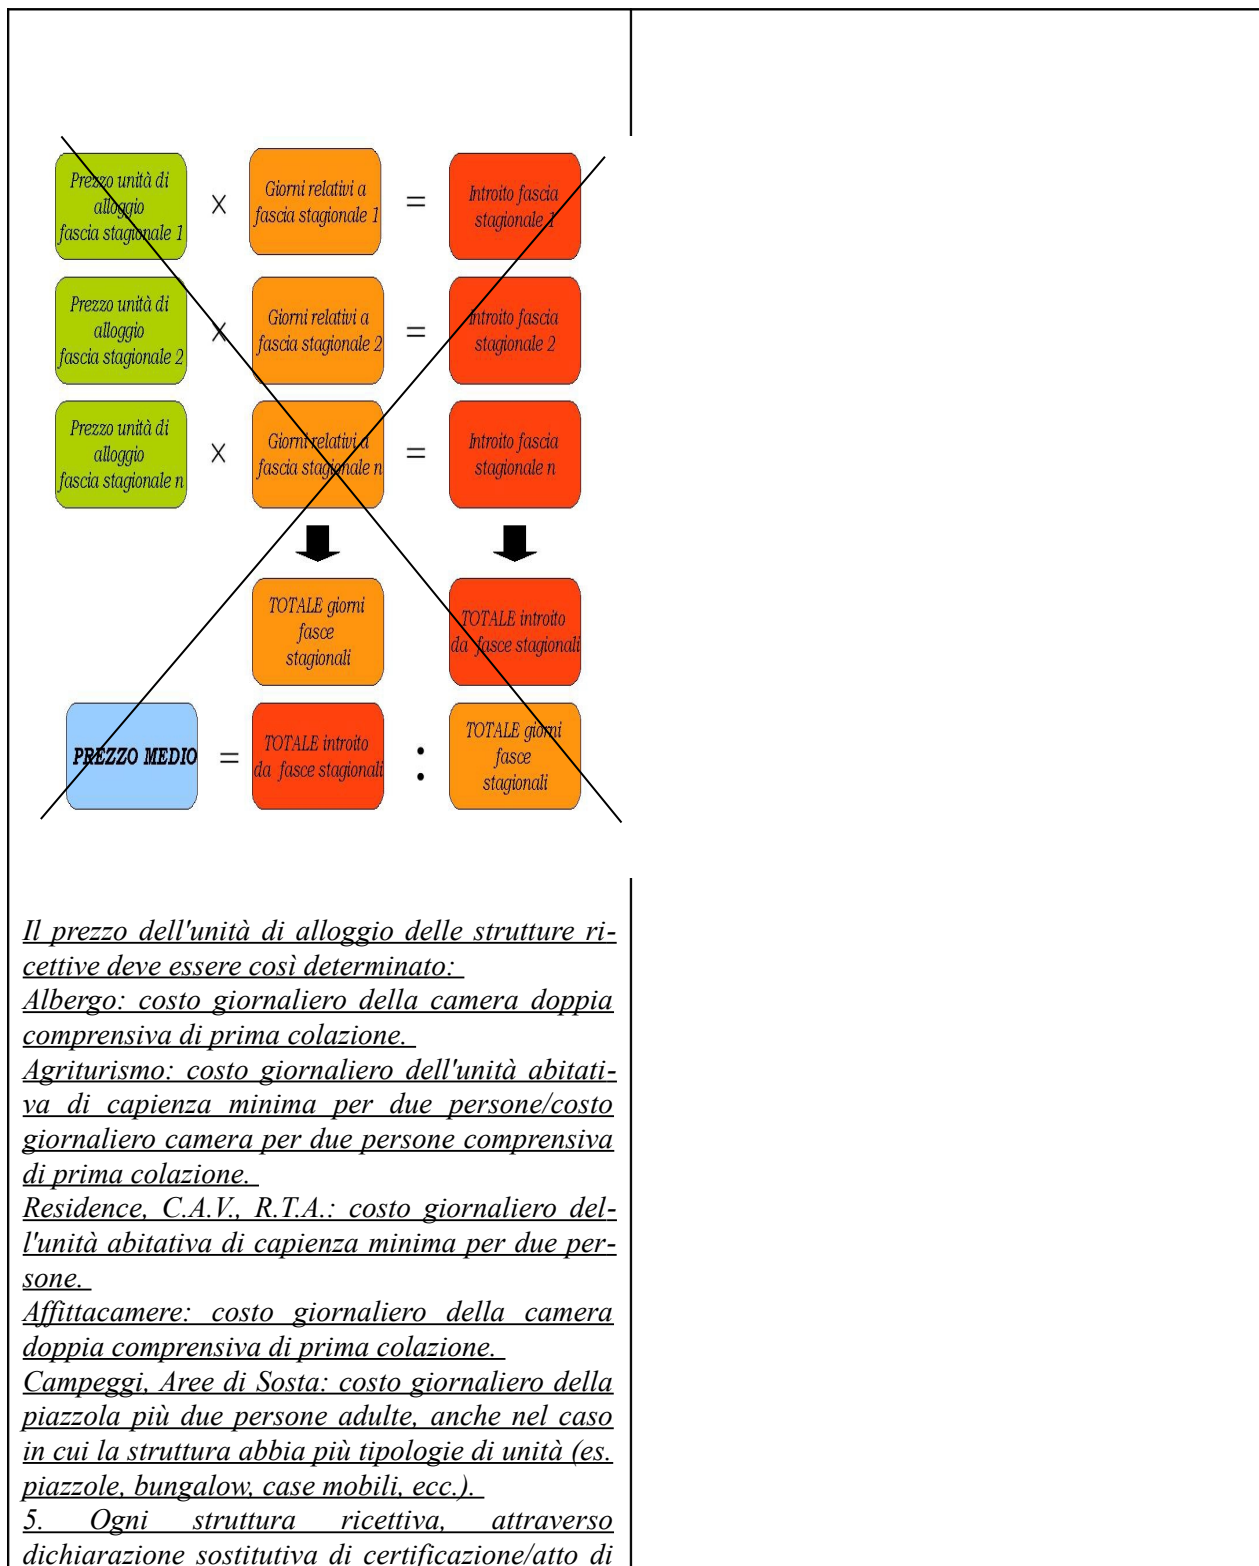 Prezzo unità di
alloggio
fascia stagionale 1
×
Giorni relativi a
fascia stagionale 1
=
Introito fascia
stagionale 1
Prezzo unità di
alloggio
fascia stagionale 2
×
Giorni relativi a
fascia stagionale 2
=
Introito fascia
stagionale 2
Prezzo unità di
alloggio
fascia stagionale n
×
Giorni relativi a
fascia stagionale n
=
Introito fascia
stagionale n
TOTALE giorni
fasce
stagionali
TOTALE introito
da fasce stagionali
PREZZO MEDIO
=
TOTALE introito
da fasce stagionali
:
TOTALE giorni
fasce
stagionali
Il prezzo dell'unità di alloggio delle strutture ri-
cettive deve essere così determinato:
Albergo: costo giornaliero della camera doppia
comprensiva di prima colazione.
Agriturismo: costo giornaliero dell'unità abitati-
va di capienza minima per due persone/costo
giornaliero camera per due persone comprensiva
di prima colazione.
Residence, C.A.V., R.T.A.: costo giornaliero del-
l'unità abitativa di capienza minima per due per-
sone.
Affittacamere: costo giornaliero della camera
doppia comprensiva di prima colazione.
Campeggi, Aree di Sosta: costo giornaliero della
piazzola più due persone adulte, anche nel caso
in cui la struttura abbia più tipologie di unità (es.
piazzole, bungalow, case mobili, ecc.).
5. Ogni struttura ricettiva, attraverso
dichiarazione sostitutiva di certificazione/atto di